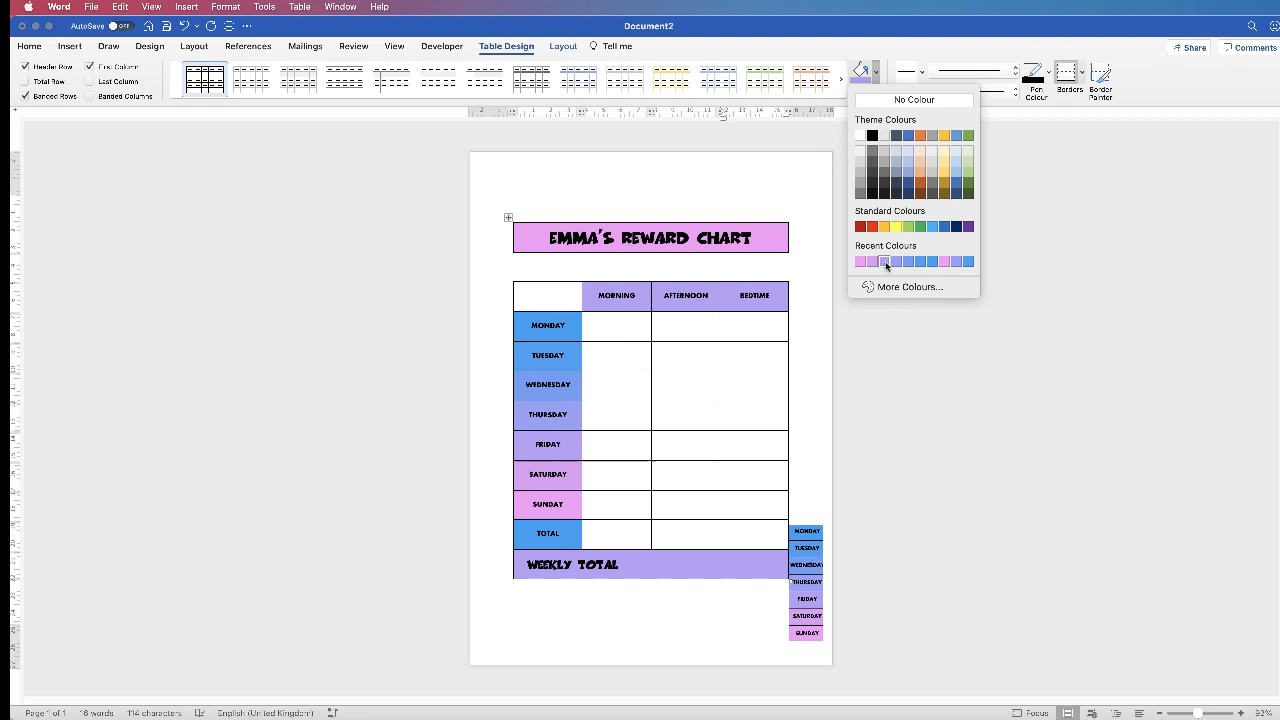 Word File Edit View Insert Format Tools Table Window Help
AutoSave OFF Document2
Home Insert Draw Design Layout References Mailings Review View Developer Table Design Layout Tell me Share Comments
Header Row First Column
Total Row Last Column
Banded Rows Banded Columns
Pen Colour Borders Border Painter
No Colour
Theme Colours
Standard Colours
Recent Colours
More Colours...
EMMA'S REWARD CHART
MORNING AFTERNOON BEDTIME
MONDAY
TUESDAY
WEDNESDAY
THURSDAY
FRIDAY
SATURDAY
SUNDAY
TOTAL
WEEKLY TOTAL
MONDAY
TUESDAY
WEDNESDAY
THURSDAY
FRIDAY
SATURDAY
SUNDAY
Page 1 of 1 16 words 114 characters English (United Kingdom) Focus 92%